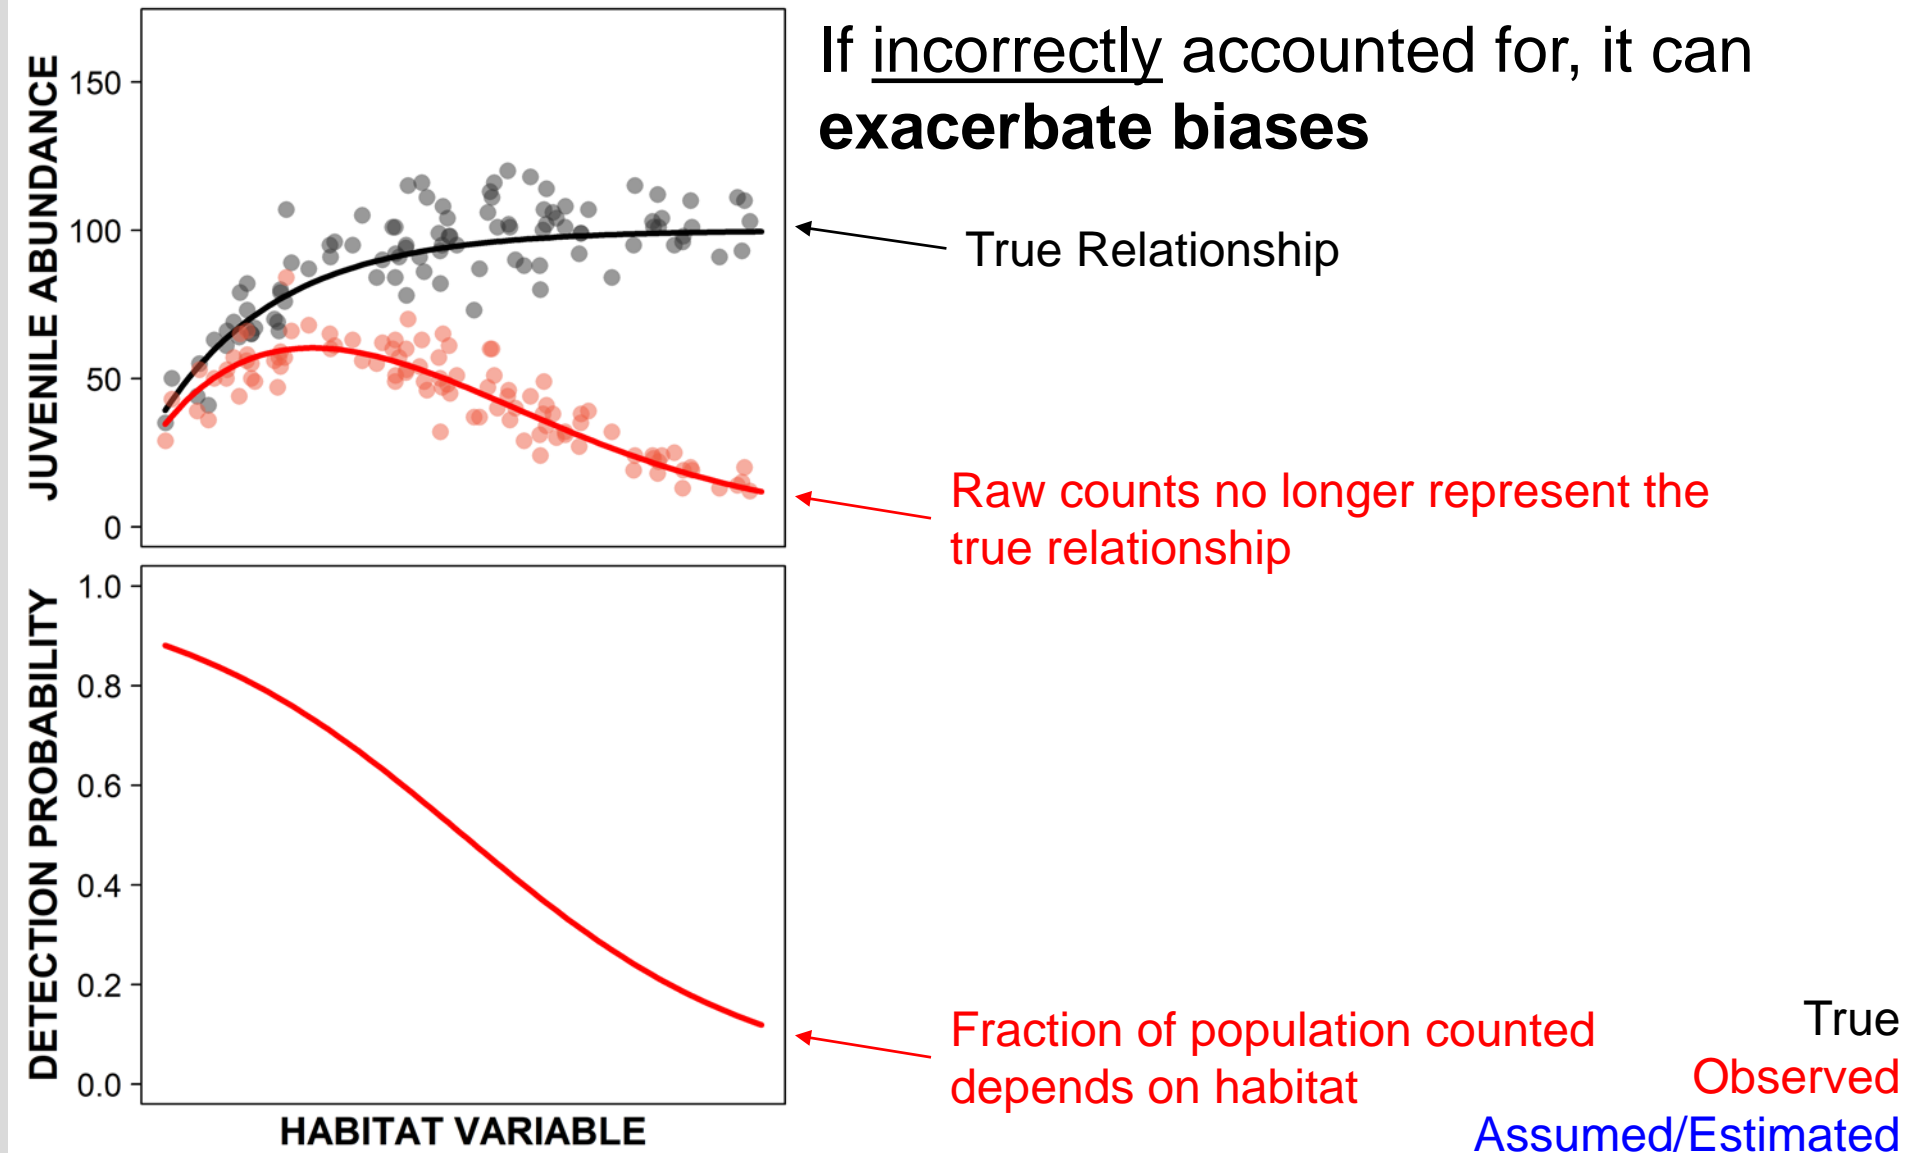 If incorrectly accounted for, it can
exacerbate biases
JUVENILE ABUNDANCE
150
100
50
0
True Relationship
Raw counts no longer represent the
true relationship
DETECTION PROBABILITY
1.0
0.8
0.6
0.4
0.2
0.0
HABITAT VARIABLE
Fraction of population counted
depends on habitat
True
Observed
Assumed/Estimated